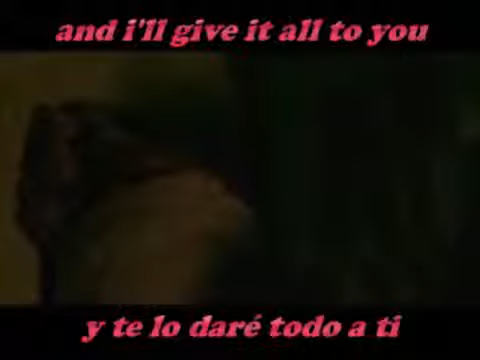 and i'll give it all to you
y te lo daré todo a ti